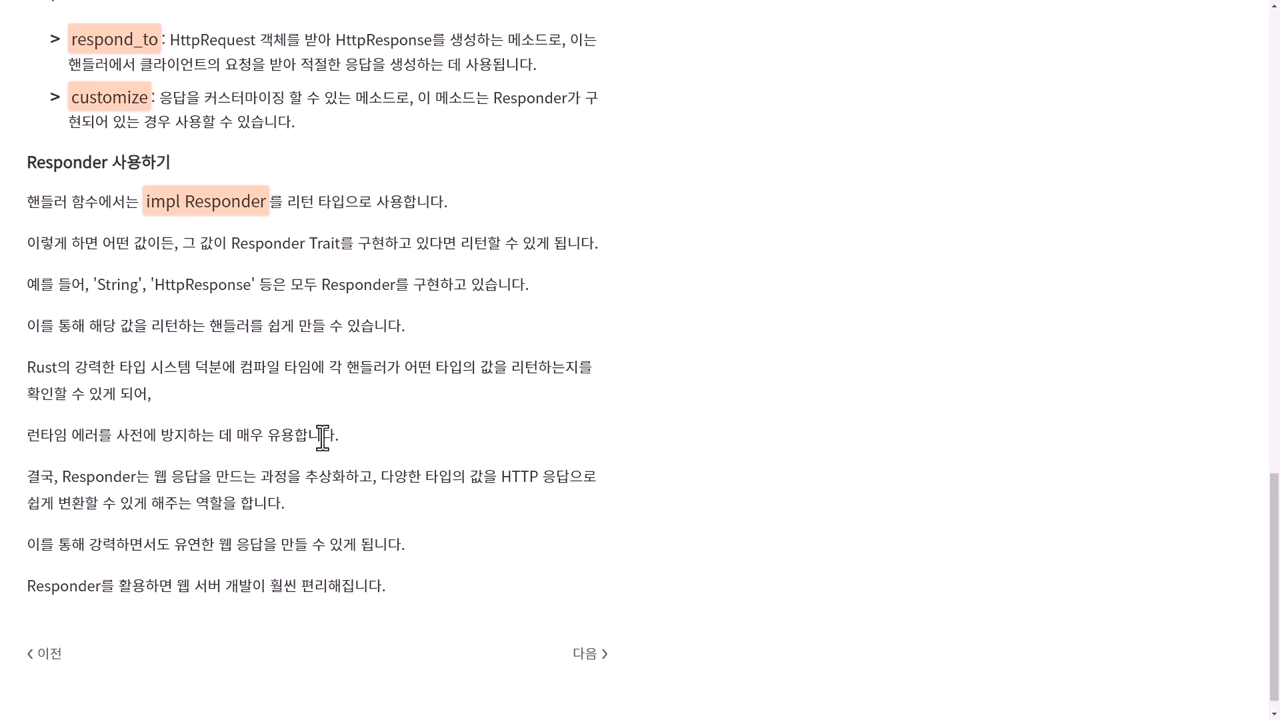 > respond_to: HttpRequest 객체를 받아 HttpResponse를 생성하는 메소드로, 이는
핸들러에서 클라이언트의 요청을 받아 적절한 응답을 생성하는 데 사용됩니다.
> customize: 응답을 커스터마이징 할 수 있는 메소드로, 이 메소드는 Responder가 구
현되어 있는 경우 사용할 수 있습니다.
Responder 사용하기
핸들러 함수에서는 impl Responder를 리턴 타입으로 사용합니다.
이렇게 하면 어떤 값이든, 그 값이 Responder Trait를 구현하고 있다면 리턴할 수 있게 됩니다.
예를 들어, 'String', 'HttpResponse' 등은 모두 Responder를 구현하고 있습니다.
이를 통해 해당 값을 리턴하는 핸들러를 쉽게 만들 수 있습니다.
Rust의 강력한 타입 시스템 덕분에 컴파일 타임에 각 핸들러가 어떤 타입의 값을 리턴하는지를
확인할 수 있게 되어,
런타임 에러를 사전에 방지하는 데 매우 유용합니다.
결국, Responder는 웹 응답을 만드는 과정을 추상화하고, 다양한 타입의 값을 HTTP 응답으로
쉽게 변환할 수 있게 해주는 역할을 합니다.
이를 통해 강력하면서도 유연한 웹 응답을 만들 수 있게 됩니다.
Responder를 활용하면 웹 서버 개발이 훨씬 편리해집니다.
< 이전
다음 >